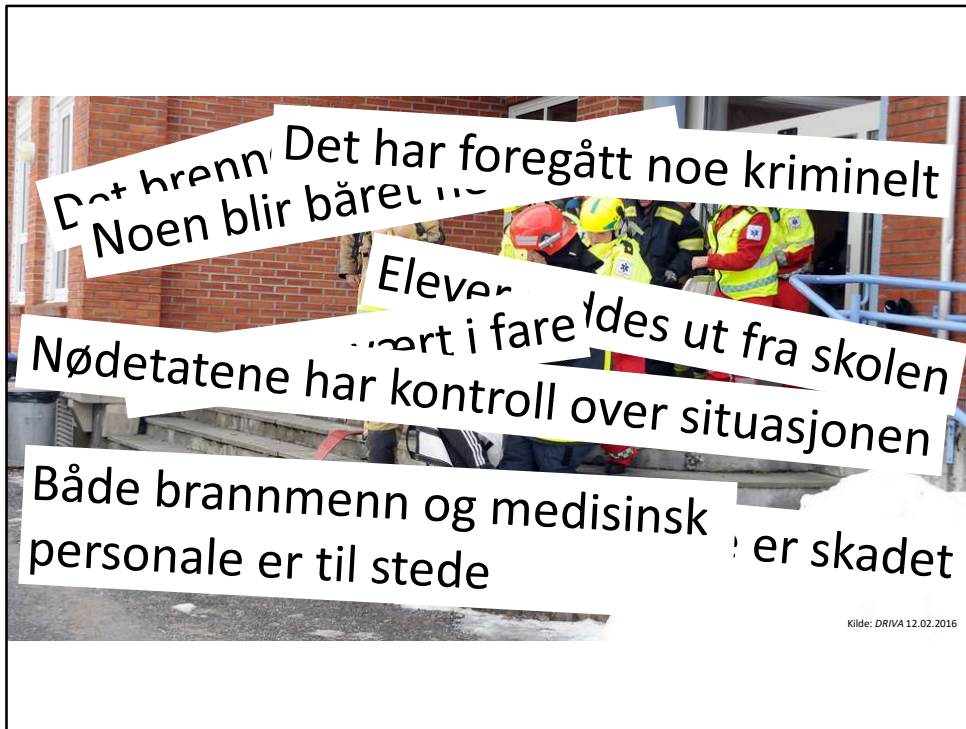 Det har foregått noe kriminelt
Det
Noen blir båret
Elever
ut fra skolen
vært i fare
Nødetatene har kontroll over situasjonen
Både brannmenn og medisinsk
personale er til stede
er skadet
Kilde: DRIVA 12.02.2016